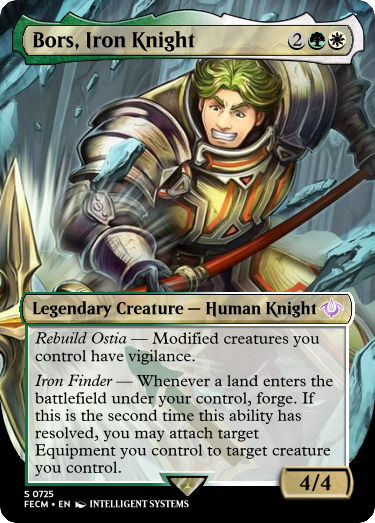 Bors, Iron Knight 2
Legendary Creature — Human Knight
Rebuild Ostia — Modified creatures you
control have vigilance.
Iron Finder — Whenever a land enters the
battlefield under your control, forge. If
this is the second time this ability has
resolved, you may attach target
Equipment you control to target creature
you control.
4/4
S 0725
FECM • EN INTELLIGENT SYSTEMS